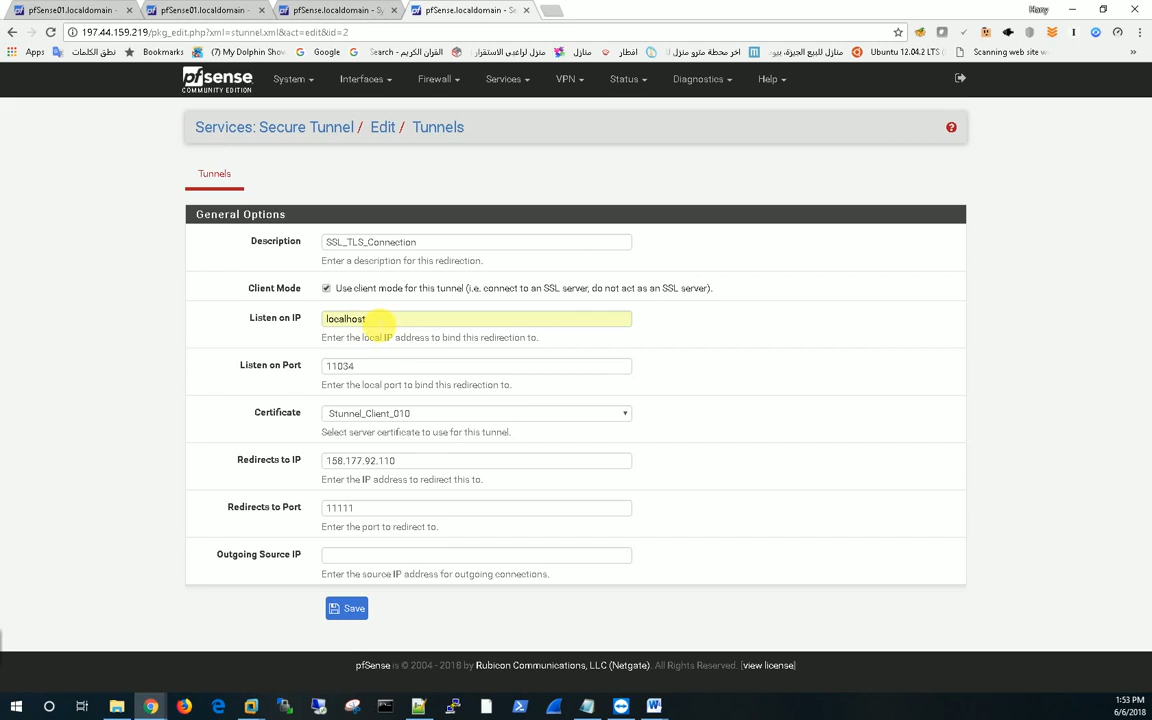 pfSense01.localdomain - pfSense01.localdomain - pfSense.localdomain - Sy pfSense.localdomain - Se Hany
197.44.159.219/pkg_edit.php?xml=stunnel.xml&act=edit&id=2
Apps نطق الكلمات Bookmarks (7) My Dolphin Show Google Search - القران الكريم منزل لراغبى الاستقرار منازل افطار اخر محطة مترو منزل ل منازل للبيع الجيزة، بيو Ubuntu 12.04.2 LTS ( Scanning web site w »
pfsense COMMUNITY EDITION System Interfaces Firewall Services VPN Status Diagnostics Help
Services: Secure Tunnel / Edit / Tunnels
Tunnels
General Options
Description SSL_TLS_Connection
Enter a description for this redirection.
Client Mode Use client mode for this tunnel (i.e. connect to an SSL server, do not act as an SSL server).
Listen on IP localhost
Enter the local IP address to bind this redirection to.
Listen on Port 11034
Enter the local port to bind this redirection to.
Certificate Stunnel_Client_010
Select server certificate to use for this tunnel.
Redirects to IP 158.177.92.110
Enter the IP address to redirect this to.
Redirects to Port 11111
Enter the port to redirect to.
Outgoing Source IP
Enter the source IP address for outgoing connections.
Save
pfSense is © 2004 - 2018 by Rubicon Communications, LLC (Netgate). All Rights Reserved. [view license]
1:53 PM
6/6/2018